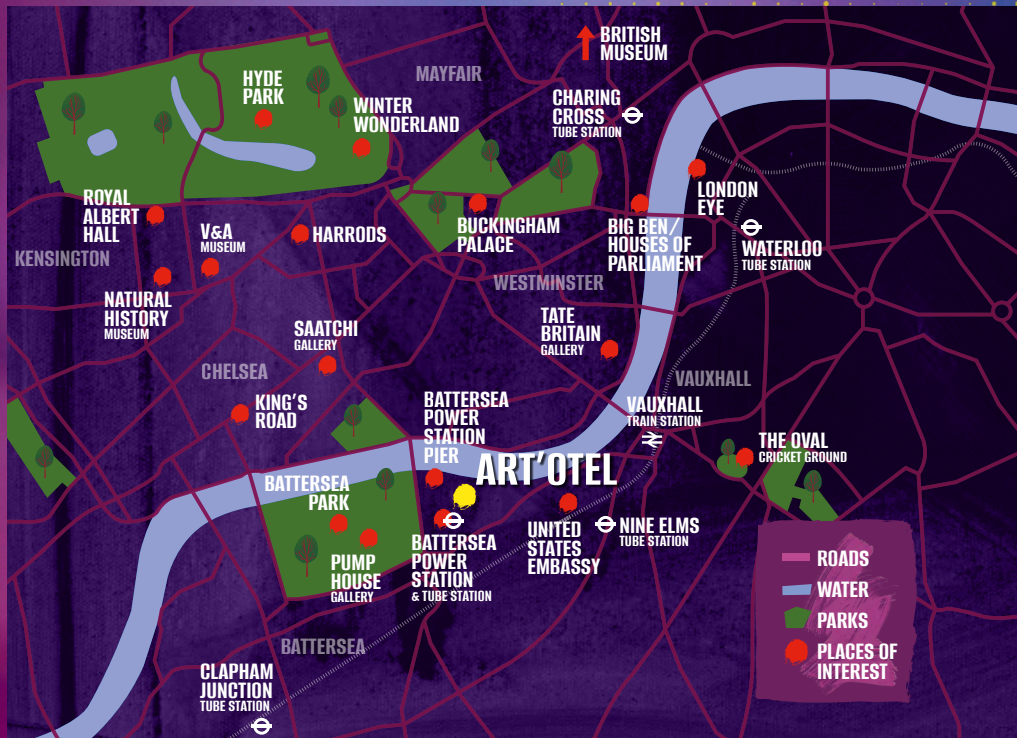 BRITISH
MUSEUM
MAYFAIR
HYDE
PARK
WINTER
WONDERLAND
CHARING
CROSS
TUBE STATION
ROYAL
ALBERT
HALL
V&A
MUSEUM
HARRODS
BUCKINGHAM
PALACE
BIG BEN/
HOUSES OF
PARLIAMENT
LONDON
EYE
WATERLOO
TUBE STATION
KENSINGTON
NATURAL
HISTORY
MUSEUM
WESTMINSTER
SAATCHI
GALLERY
TATE
BRITAIN
GALLERY
CHELSEA
KING'S
ROAD
VAUXHALL
VAUXHALL
TRAIN STATION
BATTERSEA
POWER
STATION
PIER
THE OVAL
CRICKET GROUND
ART'OTEL
BATTERSEA
PARK
PUMP
HOUSE
GALLERY
BATTERSEA
POWER
STATION
& TUBE STATION
UNITED
STATES
EMBASSY
NINE ELMS
TUBE STATION
BATTERSEA
CLAPHAM
JUNCTION
TUBE STATION
ROADS
WATER
PARKS
PLACES OF
INTEREST